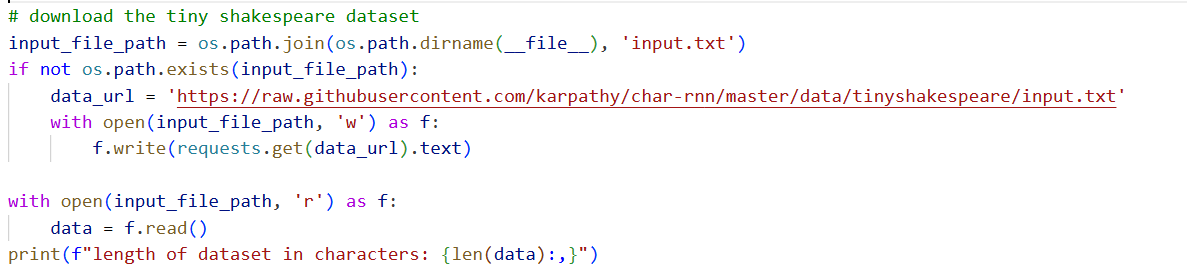 # download the tiny shakespeare dataset
input_file_path = os.path.join(os.path.dirname(__file__), 'input.txt')
if not os.path.exists(input_file_path):
    data_url = 'https://raw.githubusercontent.com/karpathy/char-rnn/master/data/tinyshakespeare/input.txt'
    with open(input_file_path, 'w') as f:
        f.write(requests.get(data_url).text)

with open(input_file_path, 'r') as f:
    data = f.read()
print(f"length of dataset in characters: {len(data):,}")